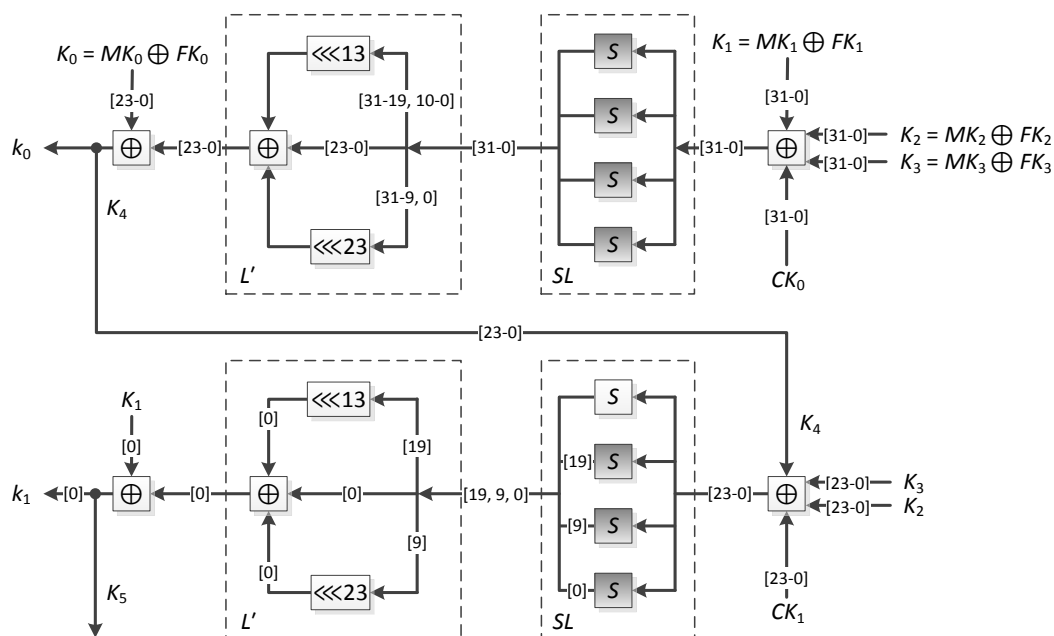 K₀ = MK₀ ⊕ FK₀
K₁ = MK₁ ⊕ FK₁
<<<13
S
[23-0]
[31-19, 10-0]
[31-0]
S
k₀
⊕
[23-0]
⊕
[23-0]
[31-0]
[31-0]
⊕
[31-0]
K₂ = MK₂ ⊕ FK₂
[31-0]
K₃ = MK₃ ⊕ FK₃
K₄
[31-9, 0]
S
[31-0]
<<<23
S
L'
SL
CK₀
[23-0]
K₁
<<<13
S
K₄
[0]
[0]
[19]
[19]
S
k₁
[0]
⊕
[0]
⊕
[0]
[19, 9, 0]
[23-0]
⊕
[23-0]
K₃
[23-0]
K₂
[9]
[9]
S
[0]
[23-0]
K₅
<<<23
[0]
S
L'
SL
CK₁